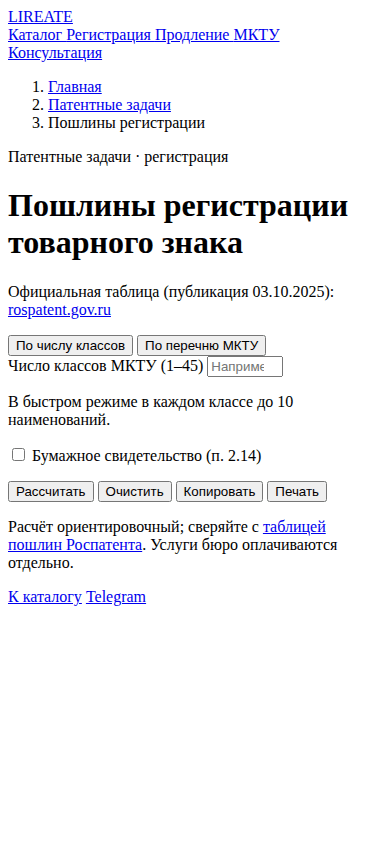 LIREATE
Каталог Регистрация Продление МКТУ
Консультация
1. Главная
2. Патентные задачи
3. Пошлины регистрации
Патентные задачи · регистрация
Пошлины регистрации
товарного знака
Официальная таблица (публикация 03.10.2025):
rospatent.gov.ru
По числу классов По перечню МКТУ
Число классов МКТУ (1–45) Наприме
В быстром режиме в каждом классе до 10
наименований.
Бумажное свидетельство (п. 2.14)
Рассчитать Очистить Копировать Печать
Расчёт ориентировочный; сверяйте с таблицей
пошлин Роспатента. Услуги бюро оплачиваются
отдельно.
К каталогу Telegram